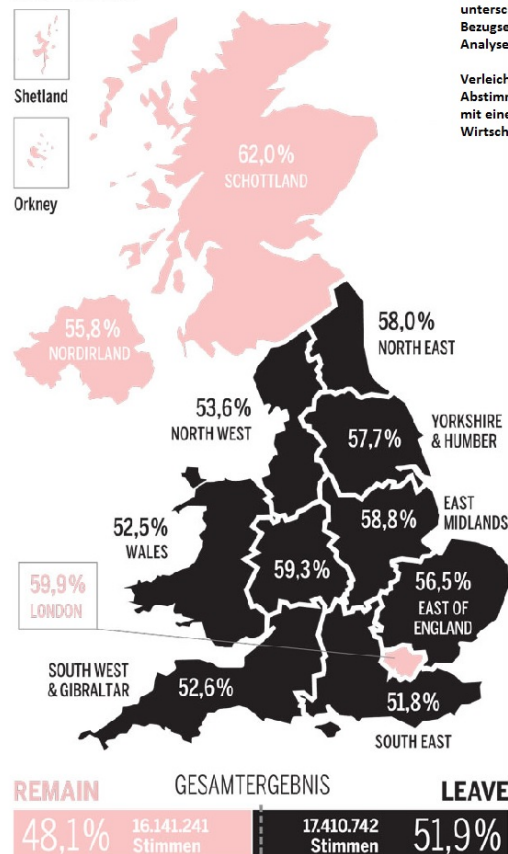 untersc
Bezugse
Analyse
Verleich
Abstimm
mit eine
Wirtsch
Shetland
Orkney
62,0%
SCHOTTLAND
55,8%
NORDIRLAND
58,0%
NORTH EAST
53,6%
NORTH WEST
57,7%
YORKSHIRE
& HUMBER
58,8%
EAST
MIDLANDS
52,5%
WALES
59,3%
56,5%
EAST OF
ENGLAND
59,9%
LONDON
SOUTH WEST
& GIBRALTAR
52,6%
51,8%
SOUTH EAST
GESAMTERGEBNIS
REMAIN
LEAVE
48,1%
16.141.241
Stimmen
17.410.742
Stimmen
51,9%